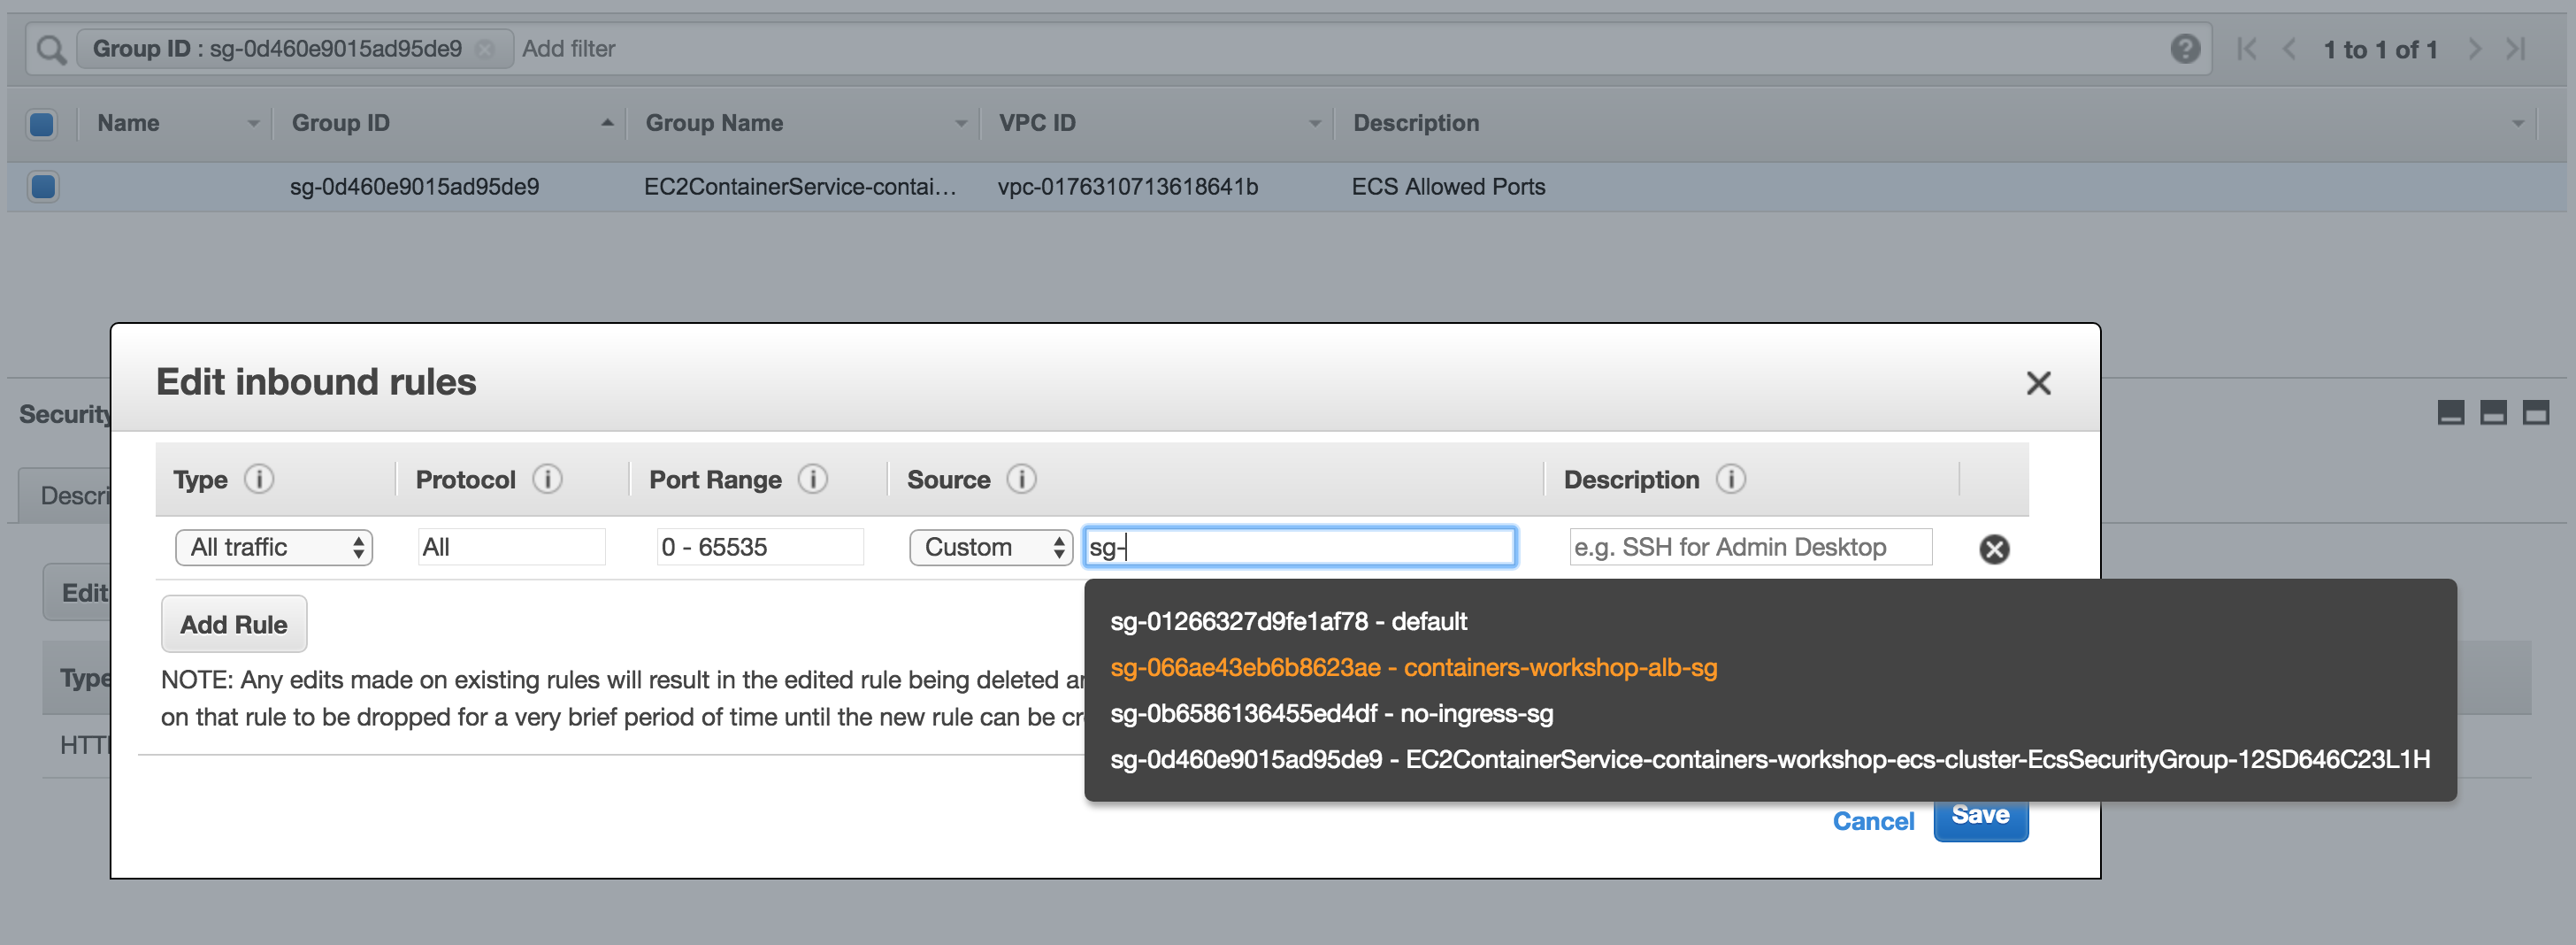 Group ID : sg-0d460e9015ad95de9 Add filter 1 to 1 of 1
Name Group ID Group Name VPC ID Description
sg-0d460e9015ad95de9 EC2ContainerService-contai... vpc-0176310713618641b ECS Allowed Ports
Edit inbound rules
Security
Type Protocol Port Range Source Description
Descri
All traffic All 0 - 65535 Custom sg- e.g. SSH for Admin Desktop
Edit
Add Rule
sg-01266327d9fe1af78 - default
sg-066ae43eb6b8623ae - containers-workshop-alb-sg
sg-0b6586136455ed4df - no-ingress-sg
sg-0d460e9015ad95de9 - EC2ContainerService-containers-workshop-ecs-cluster-EcsSecurityGroup-12SD646C23L1H
Type
NOTE: Any edits made on existing rules will result in the edited rule being deleted
on that rule to be dropped for a very brief period of time until the new rule can be
HTT
Cancel Save